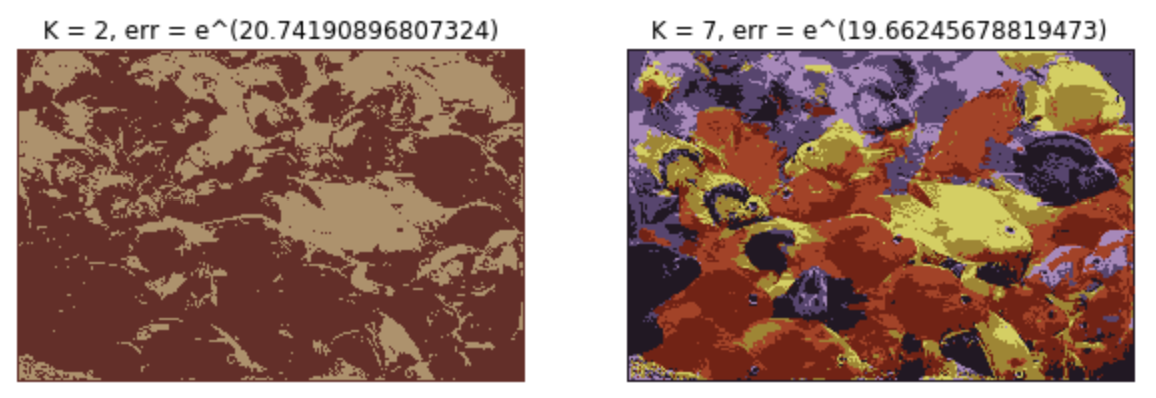 K = 2, err = e^(20.74190896807324)
K = 7, err = e^(19.66245678819473)